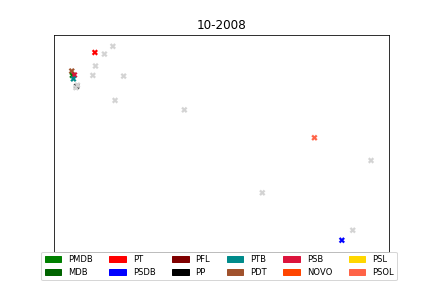 10-2008
PMDB PT PFL PTB PSB PSL
MDB PSDB PP PDT NOVO PSOL